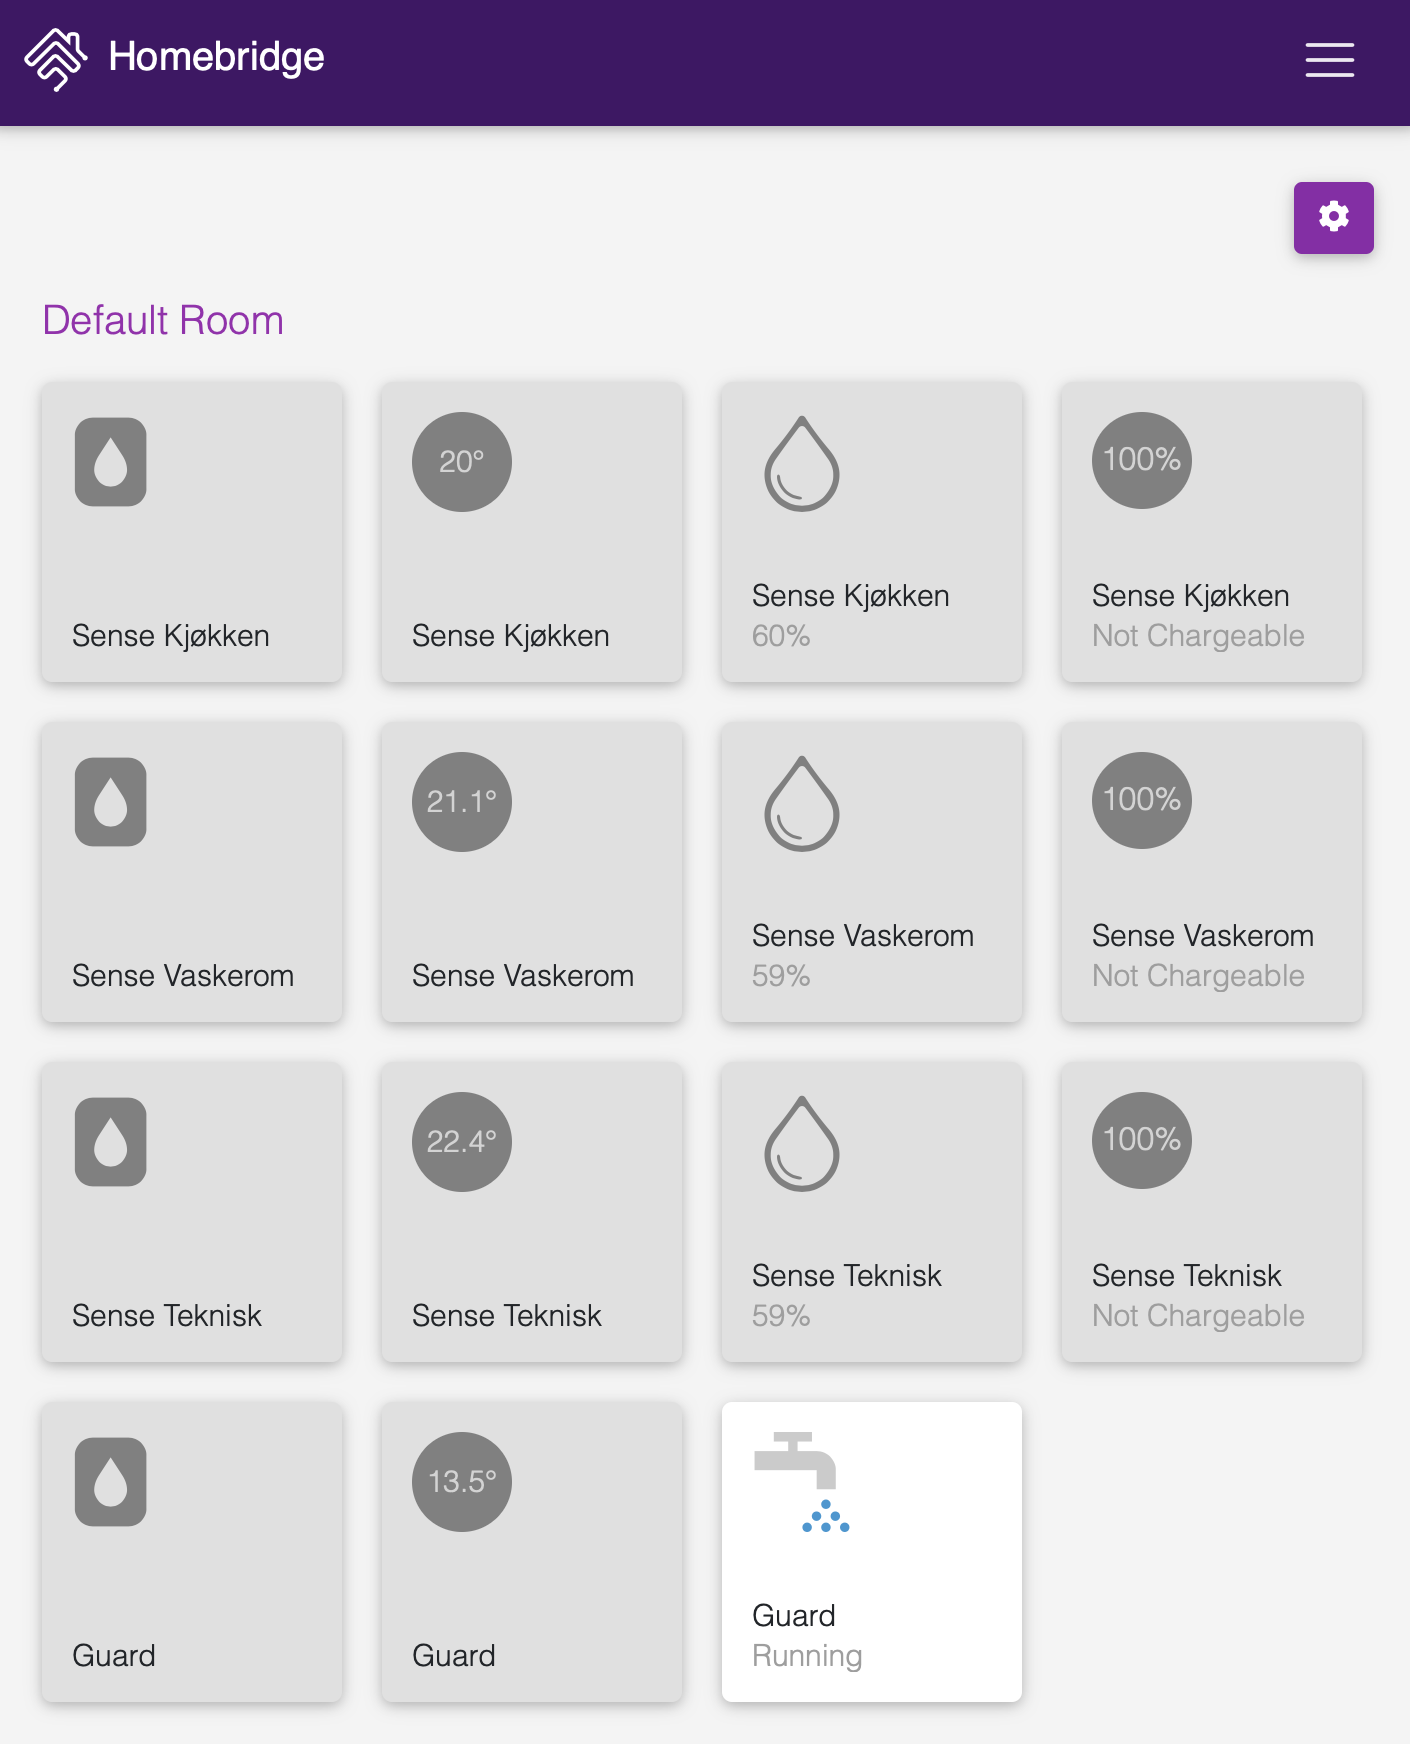 Homebridge
Default Room
Sense Kjøkken
20°
Sense Kjøkken
Sense Kjøkken
60%
100%
Sense Kjøkken
Not Chargeable
Sense Vaskerom
21.1°
Sense Vaskerom
Sense Vaskerom
59%
100%
Sense Vaskerom
Not Chargeable
Sense Teknisk
22.4°
Sense Teknisk
Sense Teknisk
59%
100%
Sense Teknisk
Not Chargeable
Guard
13.5°
Guard
Guard
Running